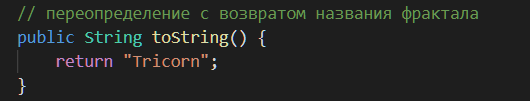 // переопределение с возвратом названия фрактала
public String toString() {
    return "Tricorn";
}